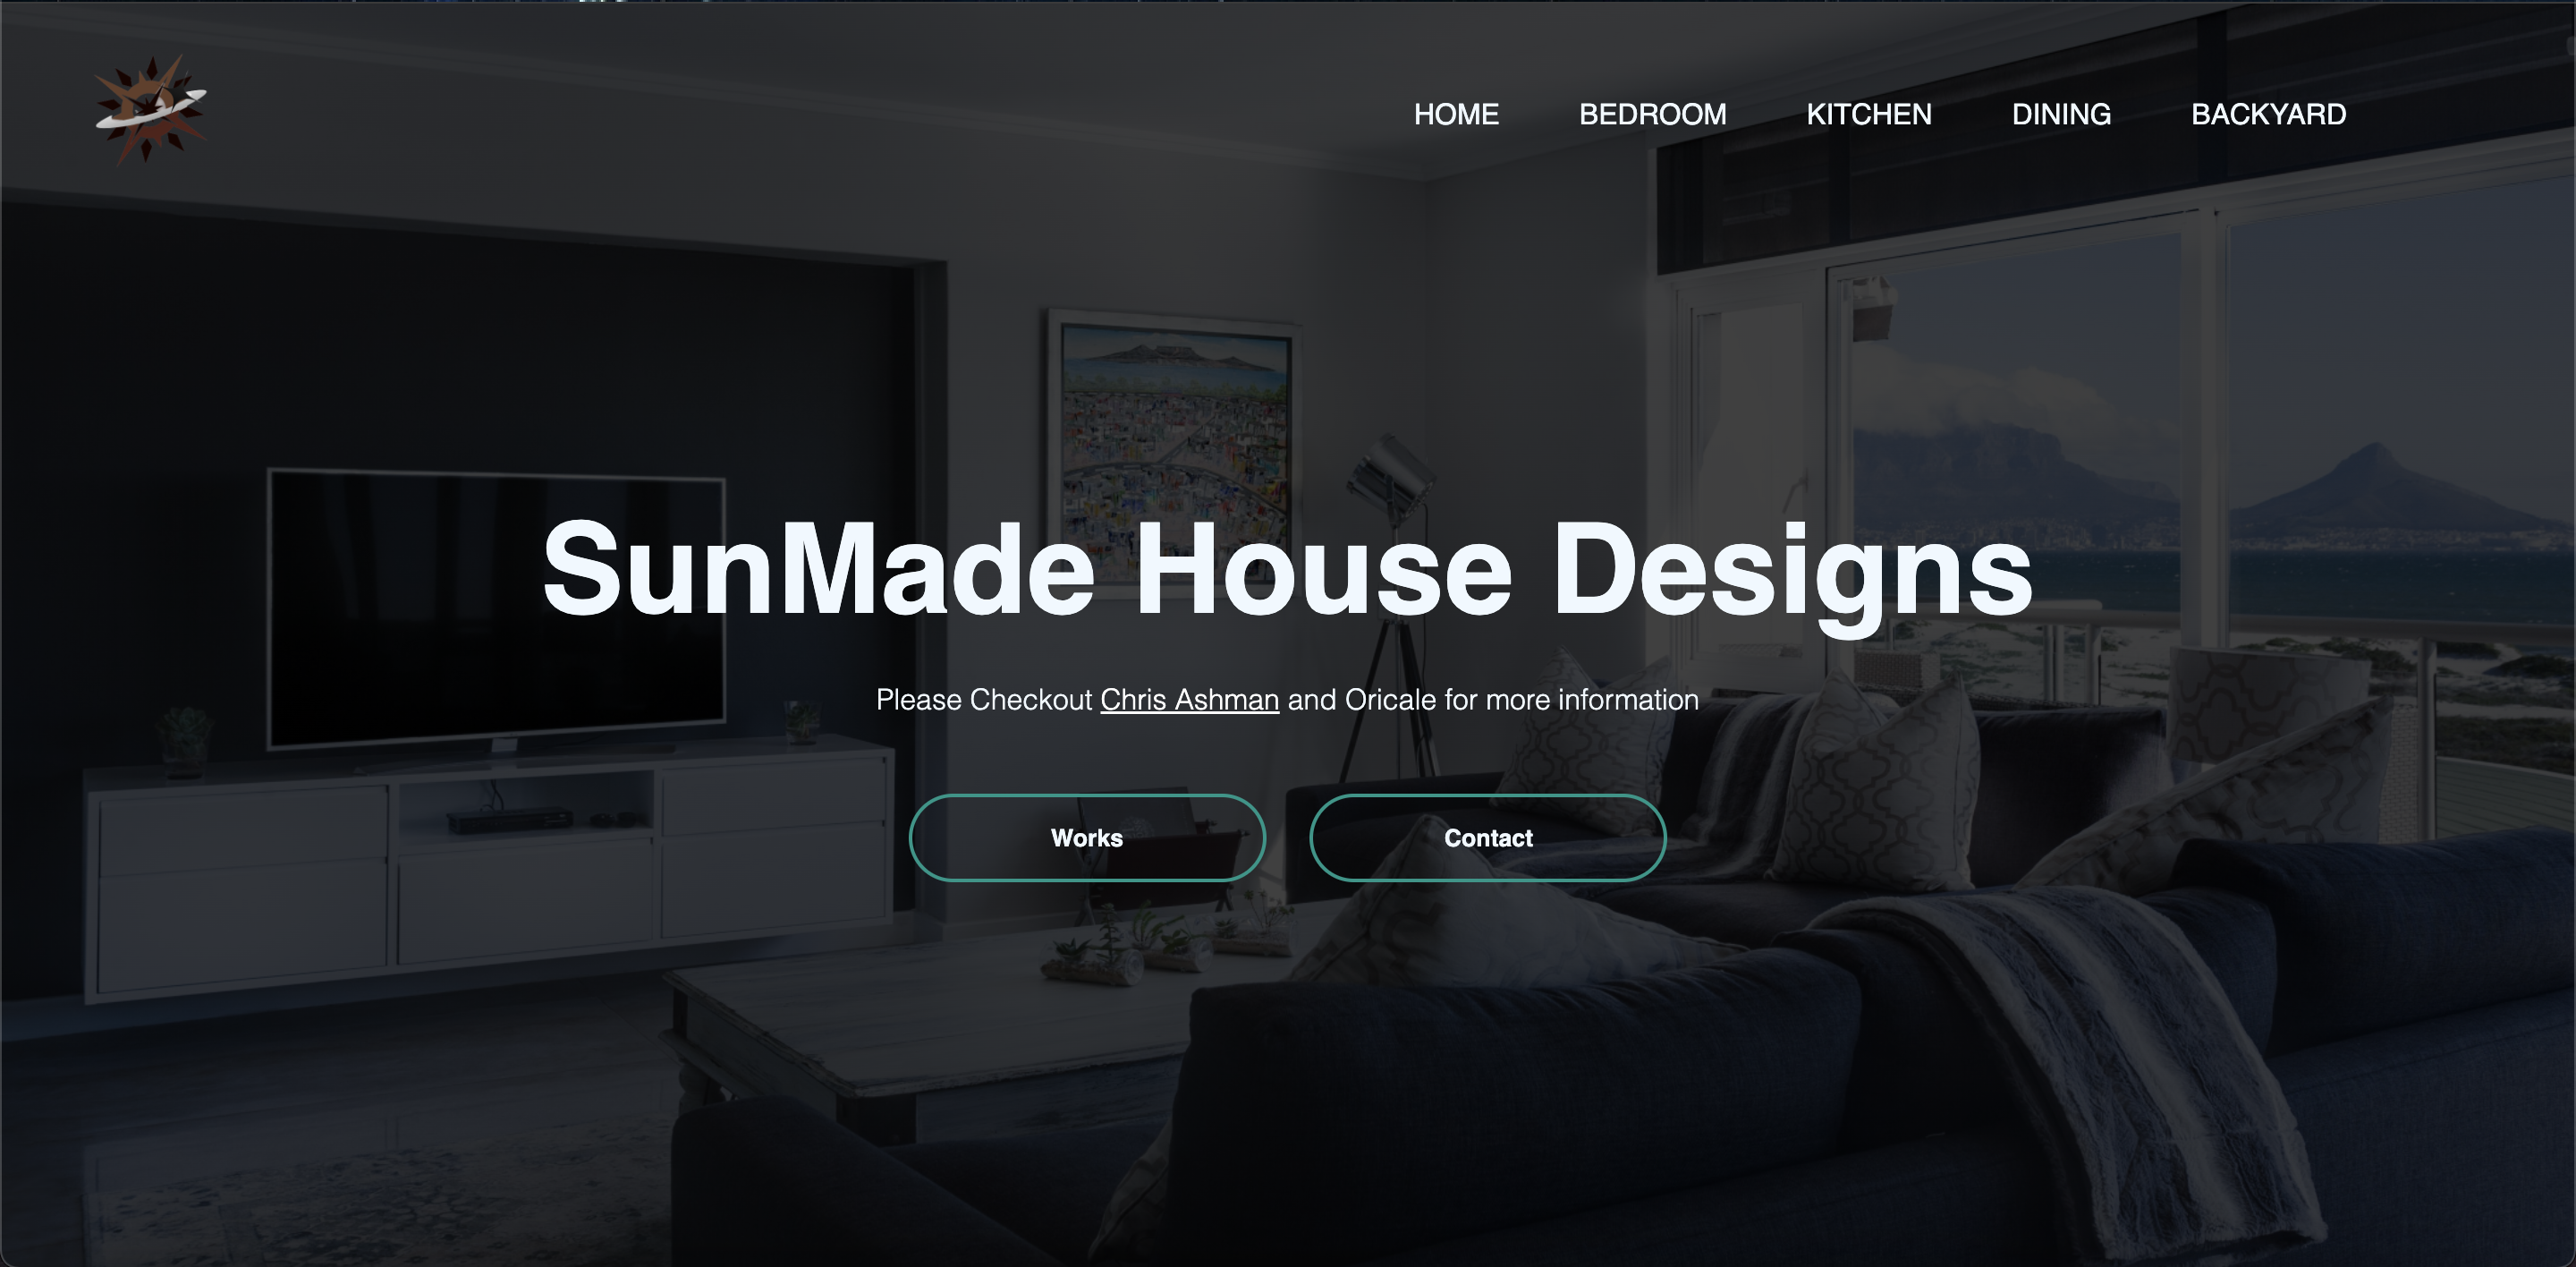 HOME BEDROOM KITCHEN DINING BACKYARD
SunMade House Designs
Please Checkout Chris Ashman and Oricale for more information
Works Contact